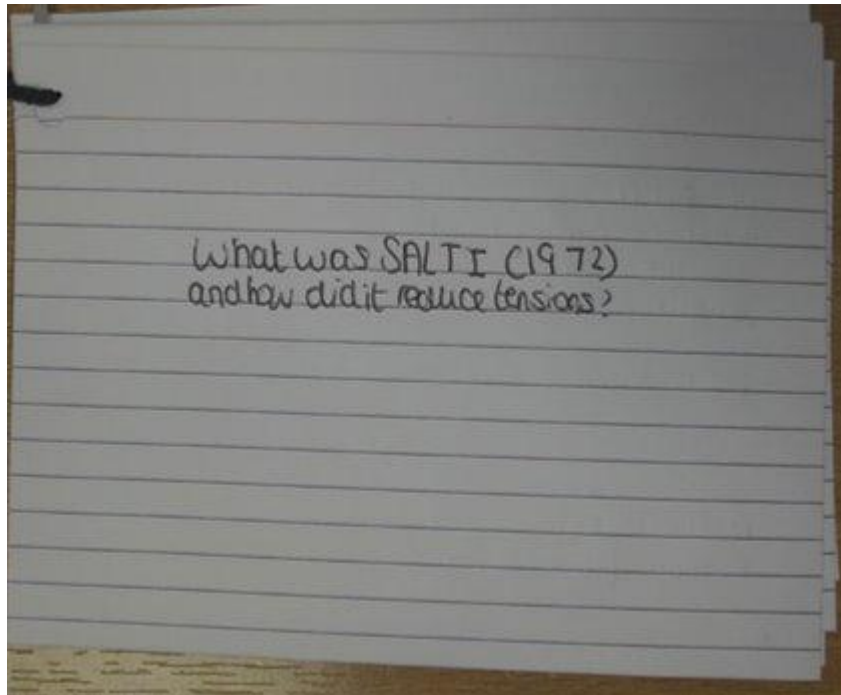 What was SALT I (1972)
and how did it reduce tensions?